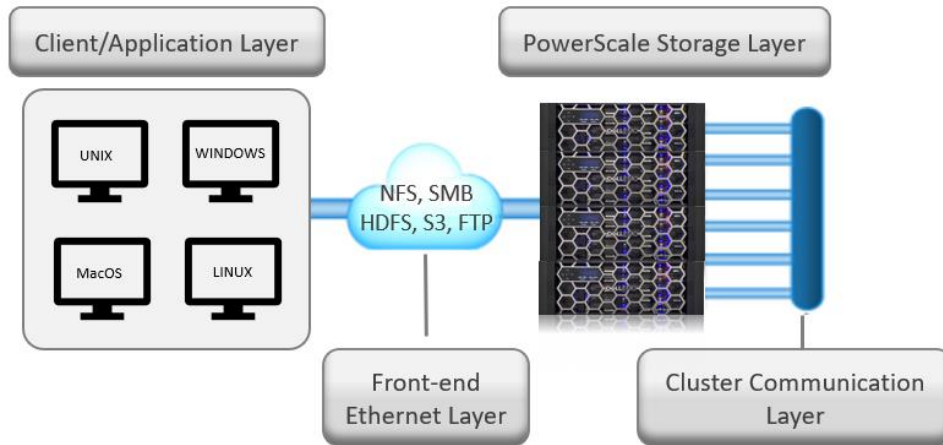 Client/Application Layer
PowerScale Storage Layer
UNIX
WINDOWS
MacOS
LINUX
NFS, SMB
HDFS, S3, FTP
Front-end
Ethernet Layer
Cluster Communication
Layer